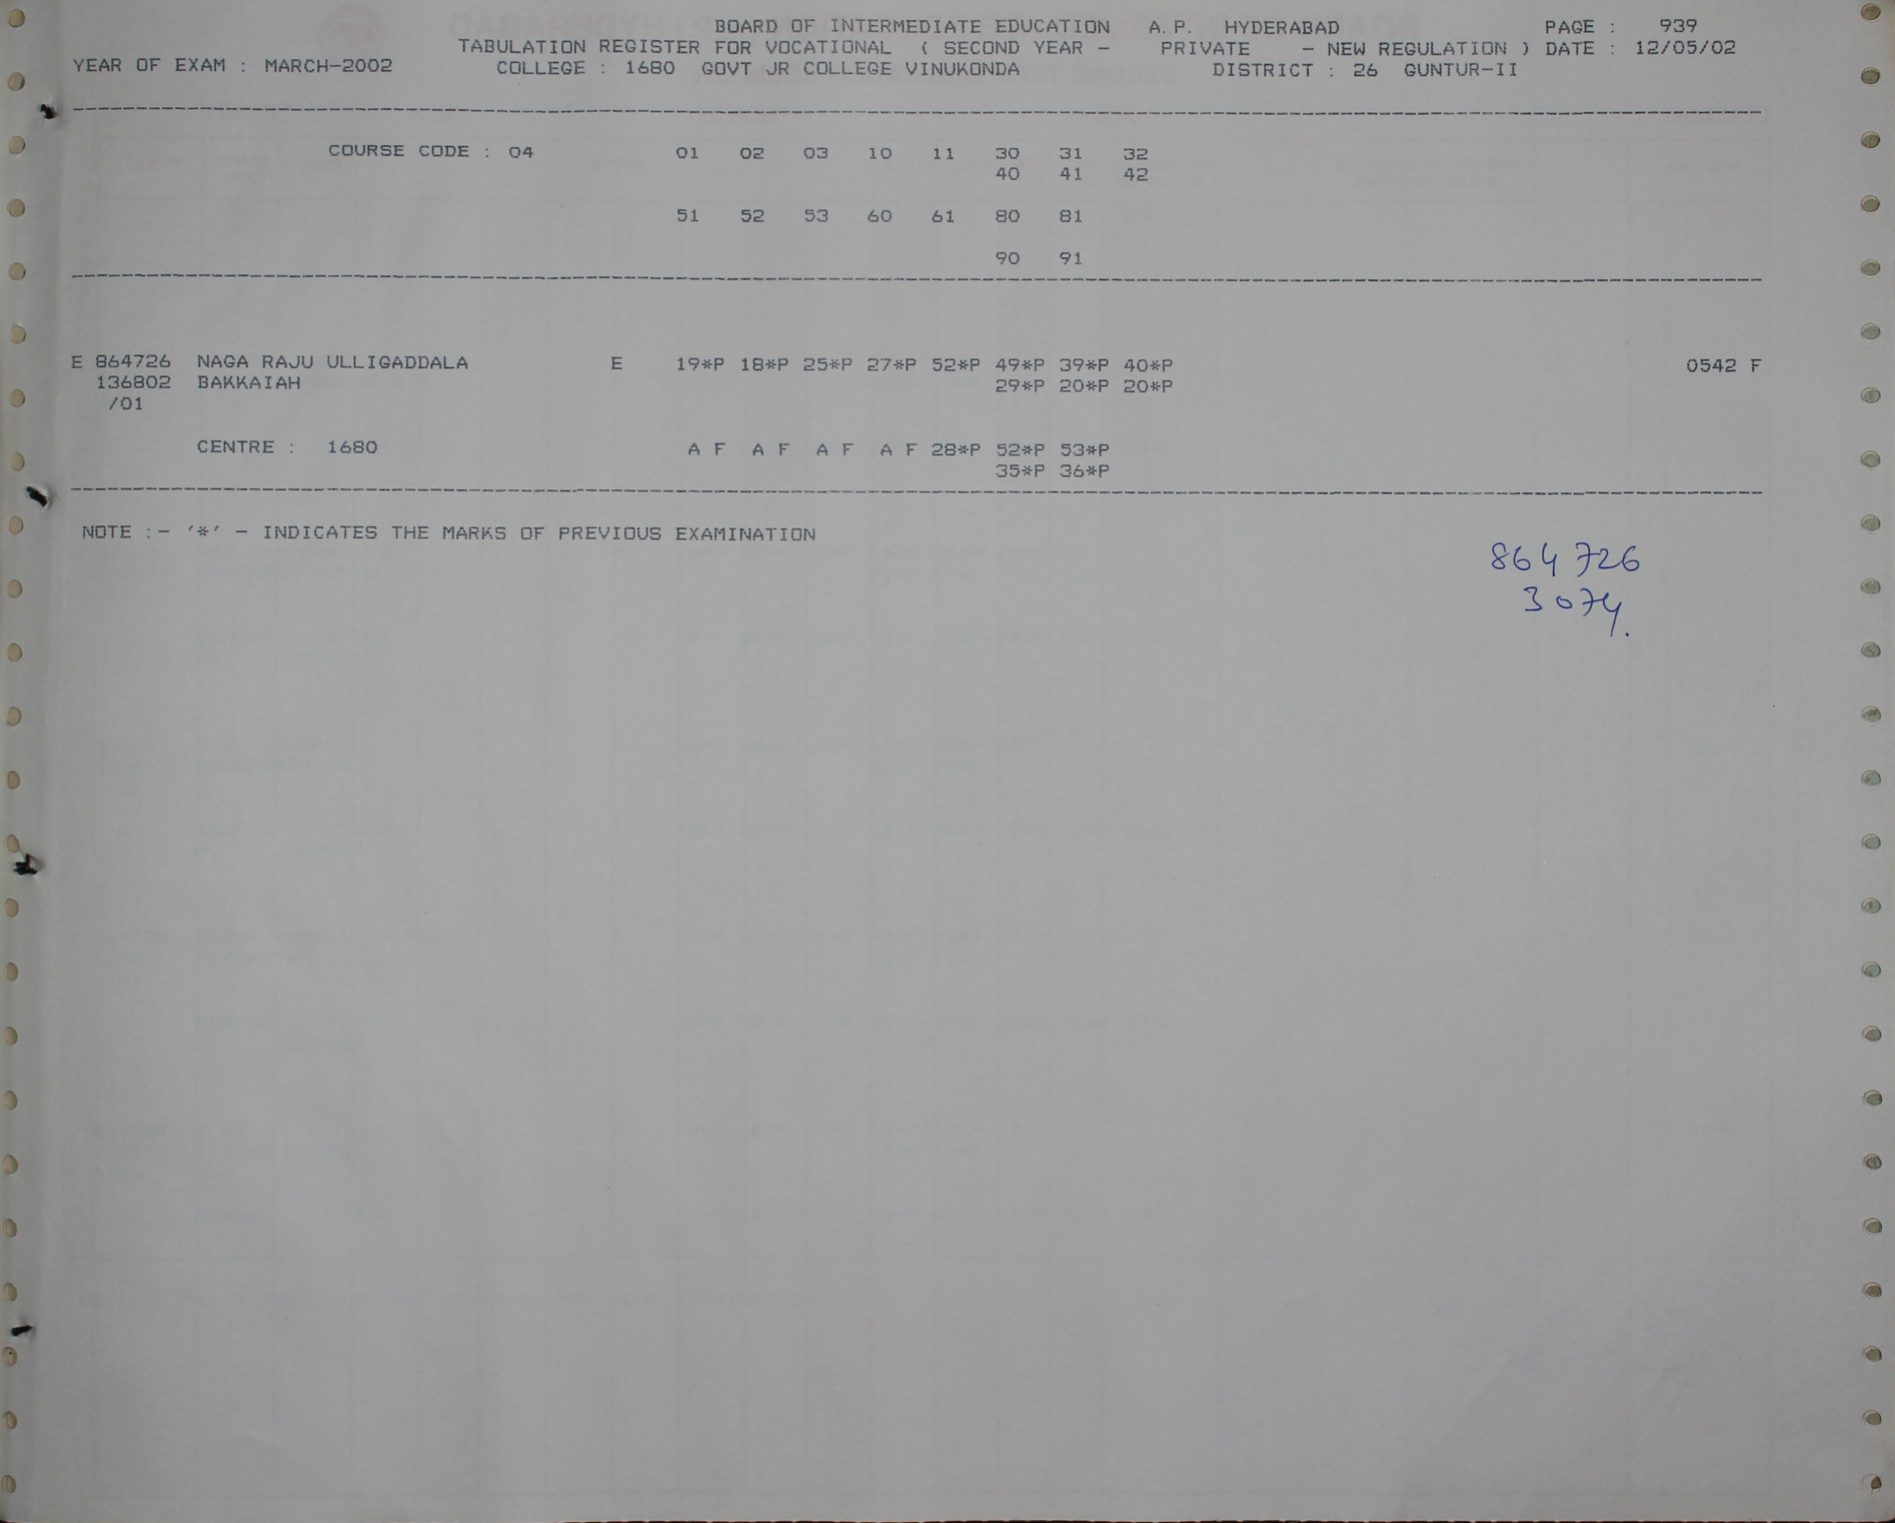 BOARD OF INTERMEDIATE EDUCATION A.P. HYDERABAD PAGE : 939
TABULATION REGISTER FOR VOCATIONAL ( SECOND YEAR - PRIVATE - NEW REGULATION ) DATE : 12/05/02
YEAR OF EXAM : MARCH-2002 COLLEGE : 1680 GOVT JR COLLEGE VINUKONDA DISTRICT : 26 GUNTUR-II
COURSE CODE : 04 01 02 03 10 11 30 31 32
40 41 42
51 52 53 60 61 80 81
90 91
E 864726 NAGA RAJU ULLIGADDALA E 19*P 18*P 25*P 27*P 52*P 49*P 39*P 40*P 0542 F
136802 BAKKAIAH 29*P 20*P 20*P
/01
CENTRE : 1680 A F A F A F A F 28*P 52*P 53*P
35*P 36*P
NOTE :- '*' - INDICATES THE MARKS OF PREVIOUS EXAMINATION
864726
3074.